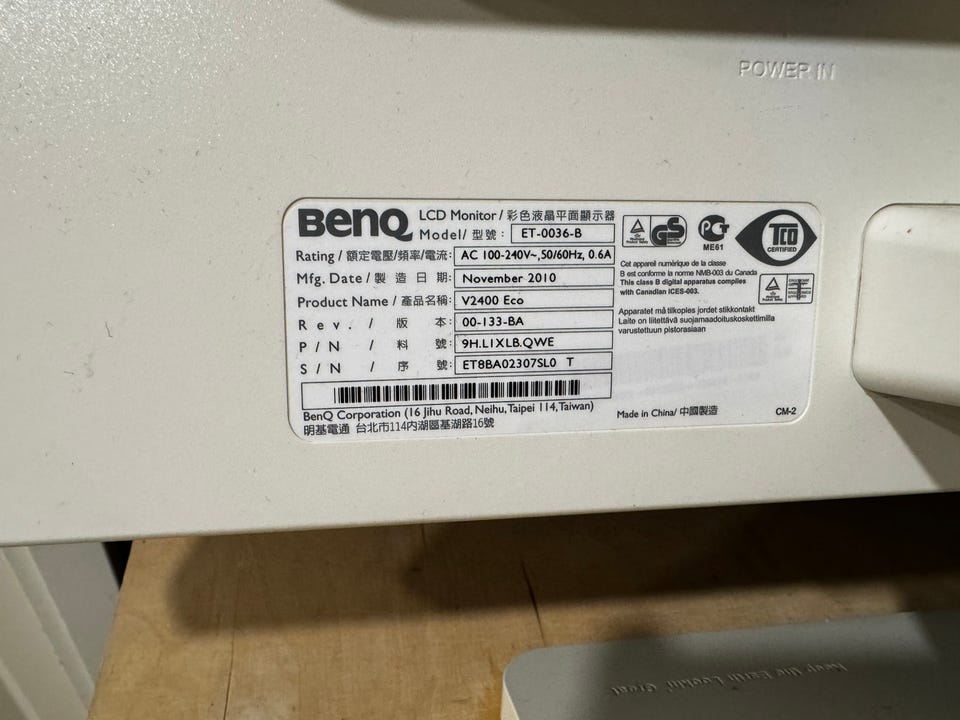 POWER IN
BenQ
LCD Monitor / 彩色液晶平面顯示器
Model/ 型號: ET-0036-B
Rating / 額定電壓/頻率/電流: AC 100-240V~,50/60Hz, 0.6A
Mfg. Date / 製造日期: November 2010
Product Name / 產品名稱: V2400 Eco
Rev. / 版本: 00-133-BA
P/N / 料號: 9H.L1XLB.QWE
S/N / 序號: ET8BA02307SL0 T
BenQ Corporation (16 Jihu Road, Neihu, Taipei 114, Taiwan)
明基電通 台北市114內湖區基湖路16號
GS
ME61
TCO
CERTIFIED
Cet appareil numérique de la classe
B est conforme la norme NMB-003 du Canada
This class B digital apparatus complies
with Canadian ICES-003.
Apparatet må tilkoples jordet stikkontakt
Laite on liitettävä suojamaadoituskoskettimilla
varustettuun pistorasiaan
Made in China/ 中國製造
CM-2
Keep the Earth Lookin' Great